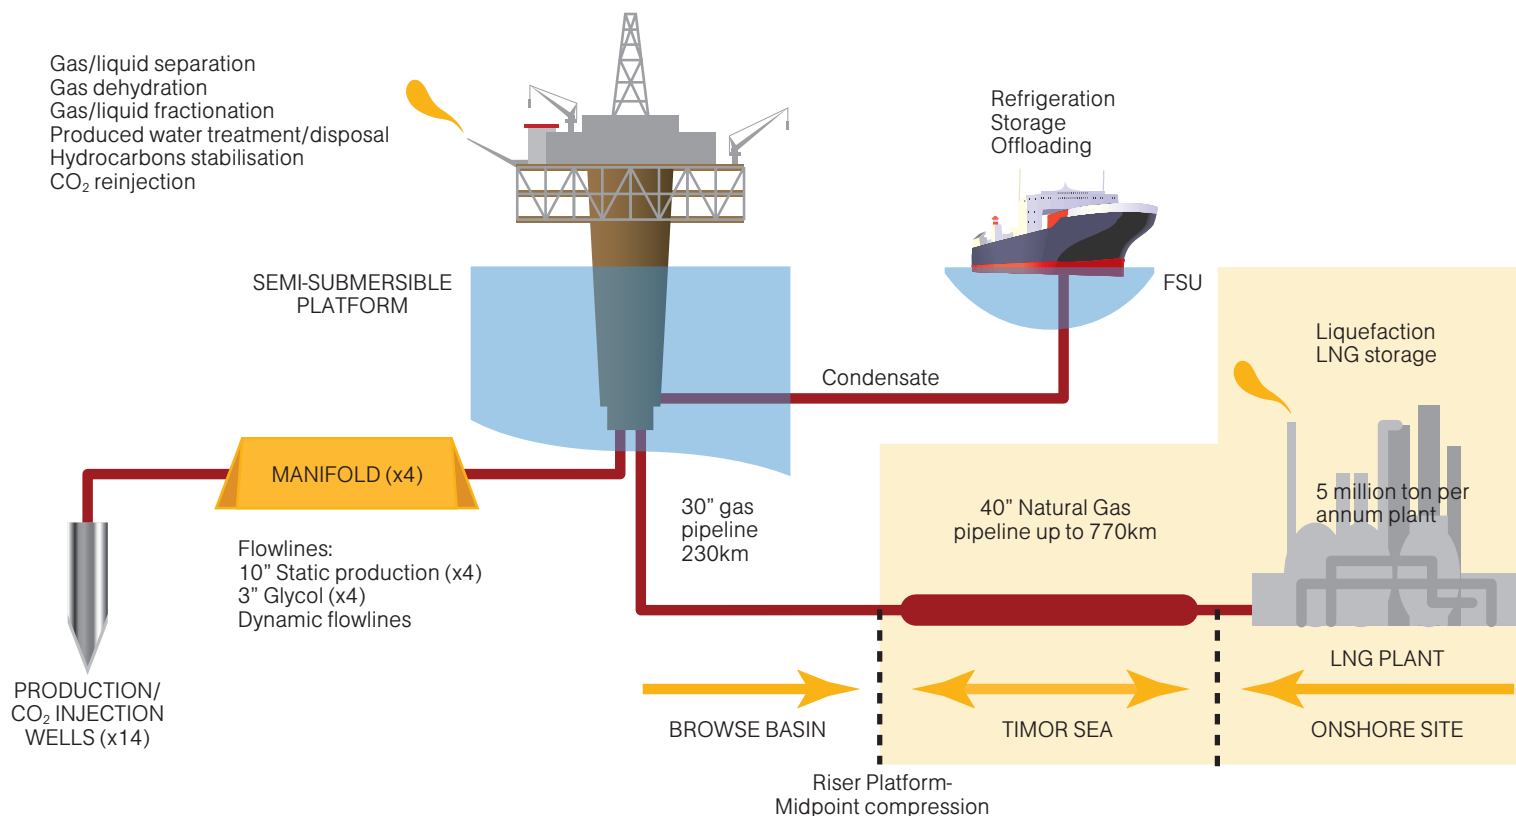 Gas/liquid separation
Gas dehydration
Gas/liquid fractionation
Produced water treatment/disposal
Hydrocarbons stabilisation
CO₂ reinjection
Refrigeration
Storage
Offloading
SEMI-SUBMERSIBLE
PLATFORM
FSU
Liquefaction
LNG storage
Condensate
MANIFOLD (x4)
30” gas
pipeline
230km
40” Natural Gas
pipeline up to 770km
5 million ton per
annum plant
Flowlines:
10” Static production (x4)
3” Glycol (x4)
Dynamic flowlines
PRODUCTION/
CO₂ INJECTION
WELLS (x14)
LNG PLANT
BROWSE BASIN
TIMOR SEA
ONSHORE SITE
Riser Platform-
Midpoint compression